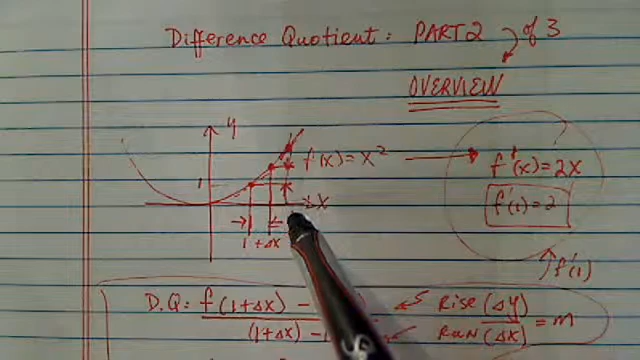 Difference Quotient: PART 2 of 3
OVERVIEW
y
f(x) = x²
f'(x) = 2x
1
f'(1) = 2
x
1 + Δx
f'(1)
D.Q: f(1+Δx) -
Rise (Δy)
(1+Δx) -
Run (Δx)
= m